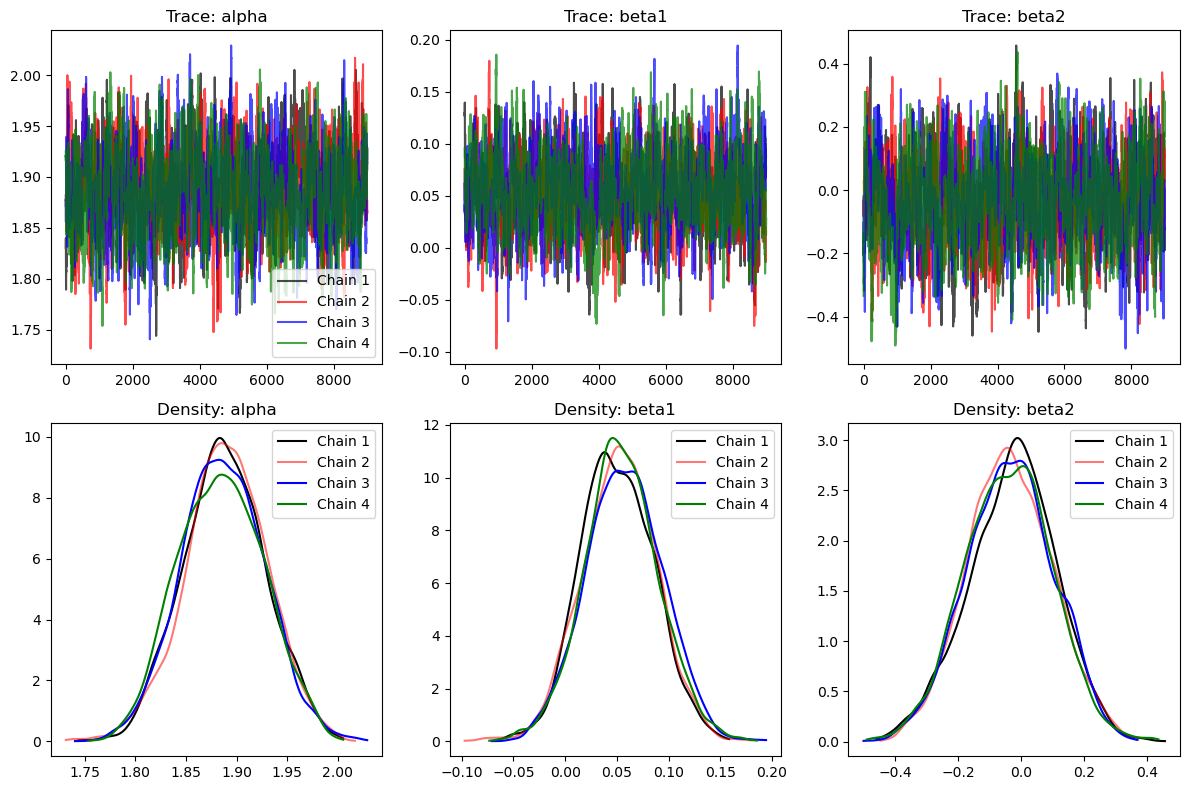 Trace: alpha
2.00
1.95
1.90
1.85
1.80
1.75
0 2000 4000 6000 8000
Chain 1
Chain 2
Chain 3
Chain 4
Trace: beta1
0.20
0.15
0.10
0.05
0.00
−0.05
−0.10
0 2000 4000 6000 8000
Trace: beta2
0.4
0.2
0.0
−0.2
−0.4
0 2000 4000 6000 8000
Density: alpha
10
8
6
4
2
0
1.75 1.80 1.85 1.90 1.95 2.00
Chain 1
Chain 2
Chain 3
Chain 4
Density: beta1
12
10
8
6
4
2
0
−0.10 −0.05 0.00 0.05 0.10 0.15 0.20
Chain 1
Chain 2
Chain 3
Chain 4
Density: beta2
3.0
2.5
2.0
1.5
1.0
0.5
0.0
−0.4 −0.2 0.0 0.2 0.4
Chain 1
Chain 2
Chain 3
Chain 4